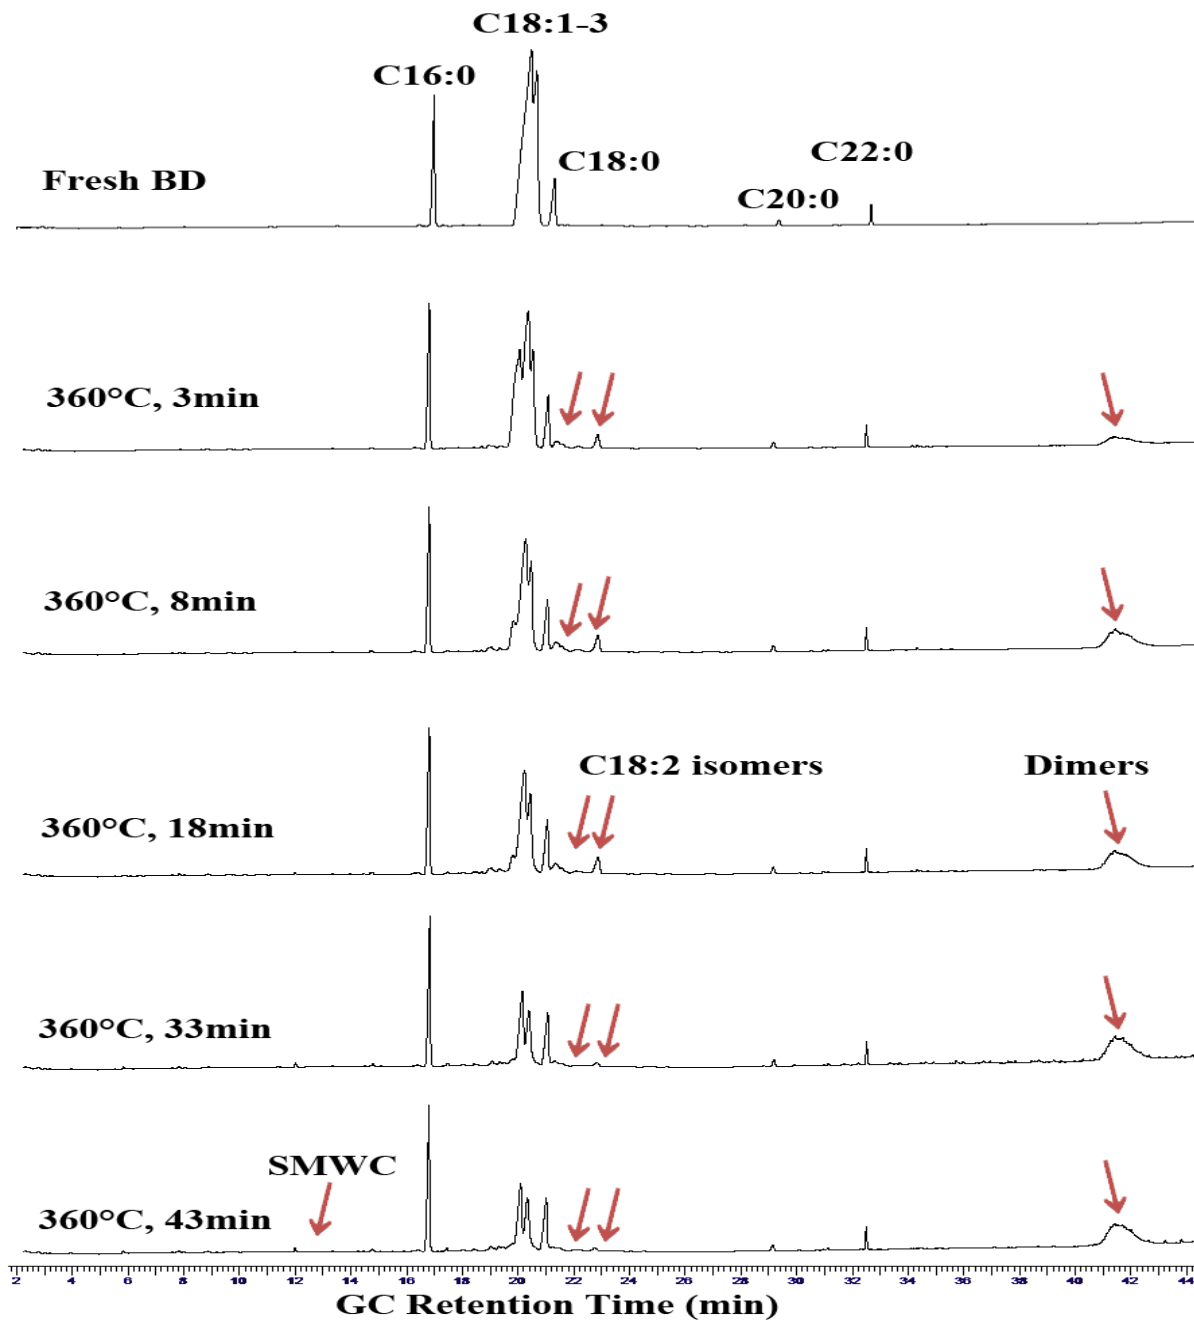 C18:1-3
C16:0
C18:0
C22:0
Fresh BD
C20:0
360°C, 3min
360°C, 8min
C18:2 isomers
Dimers
360°C, 18min
360°C, 33min
SMWC
360°C, 43min
2 4 6 8 10 12 14 16 18 20 22 24 26 28 30 32 34 36 38 40 42 44
GC Retention Time (min)